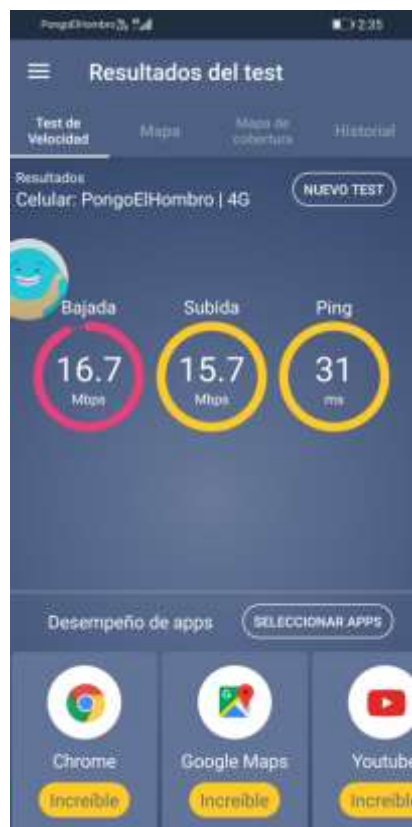 PongoElHombro 2:35
Resultados del test
Test de Velocidad Mapa Mapa de cobertura Historial
Resultados
Celular: PongoElHombro | 4G NUEVO TEST
Bajada Subida Ping
16.7 15.7 31
Mbps Mbps ms
Desempeño de apps SELECCIONAR APPS
Chrome Google Maps Youtube
Increíble Increíble Increíble